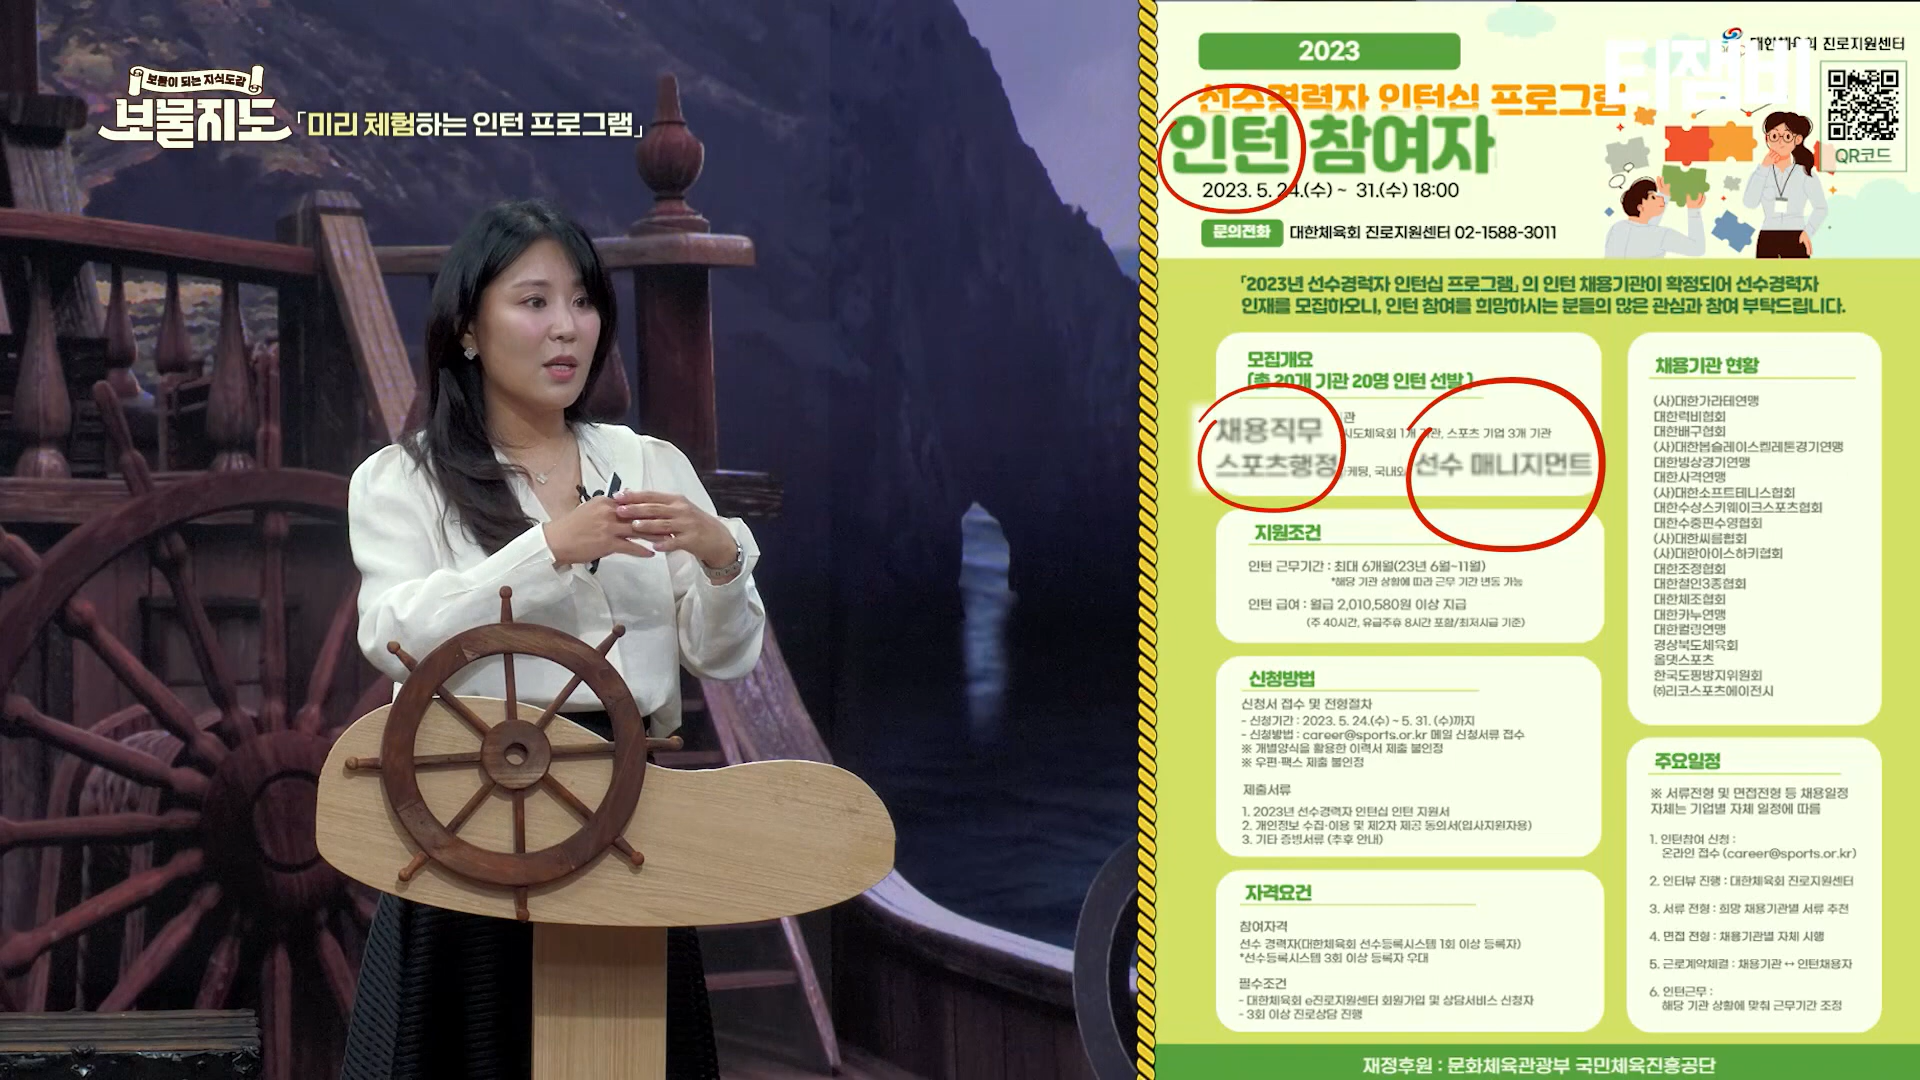 보물이 되는 지식도감
보물지도
「미리 체험하는 인턴 프로그램」
티잼비
2023
대한체육회 진로지원센터
선수경력자 인턴십 프로그램
인턴 참여자
QR코드
2023. 5. 24.(수) ~ 31.(수) 18:00
문의전화 대한체육회 진로지원센터 02-1588-3011
「2023년 선수경력자 인턴십 프로그램」의 인턴 채용기관이 확정되어 선수경력자
인재를 모집하오니, 인턴 참여를 희망하시는 분들의 많은 관심과 참여 부탁드립니다.
모집개요
(총 20개 기관 20명 인턴 선발)
관
채용직무
시도체육회 1개 기관, 스포츠 기업 3개 기관
스포츠행정
케팅, 국내
선수 매니지먼트
지원조건
인턴 근무기간 : 최대 6개월(23년 6월~11월)
*해당 기관 상황에 따라 근무 기간 변동 가능
인턴 급여 : 월급 2,010,580원 이상 지급
(주 40시간, 유급주휴 8시간 포함/최저시급 기준)
신청방법
신청서 접수 및 전형절차
- 신청기간 : 2023. 5. 24.(수) ~ 5. 31. (수)까지
- 신청방법 : career@sports.or.kr 메일 신청서류 접수
※ 개별양식을 활용한 이력서 제출 불인정
※ 우편·팩스 제출 불인정
제출서류
1. 2023년 선수경력자 인턴십 인턴 지원서
2. 개인정보 수집·이용 및 제2자 제공 동의서(입사지원자용)
3. 기타 증빙서류 (추후 안내)
자격요건
참여자격
선수 경력자(대한체육회 선수등록시스템 1회 이상 등록자)
*선수등록시스템 3회 이상 등록자 우대
필수조건
- 대한체육회 e진로지원센터 회원가입 및 상담서비스 신청자
- 3회 이상 진로상담 진행
채용기관 현황
(사)대한가라테연맹
대한럭비협회
대한배구협회
(사)대한봅슬레이스켈레톤경기연맹
대한빙상경기연맹
대한사격연맹
(사)대한소프트테니스협회
대한수상스키웨이크스포츠협회
대한수중핀수영협회
(사)대한씨름협회
(사)대한아이스하키협회
대한조정협회
대한철인3종협회
대한체조협회
대한카누연맹
대한컬링연맹
경상북도체육회
올댓스포츠
한국도핑방지위원회
㈜리코스포츠에이전시
주요일정
※ 서류전형 및 면접전형 등 채용일정
자체는 기업별 자체 일정에 따름
1. 인턴참여 신청 :
온라인 접수 (career@sports.or.kr)
2. 인터뷰 진행 : 대한체육회 진로지원센터
3. 서류 전형 : 희망 채용기관별 서류 추천
4. 면접 전형 : 채용기관별 자체 시행
5. 근로계약체결 : 채용기관 ↔ 인턴채용자
6. 인턴근무 :
해당 기관 상황에 맞춰 근무기간 조정
재정후원 : 문화체육관광부 국민체육진흥공단